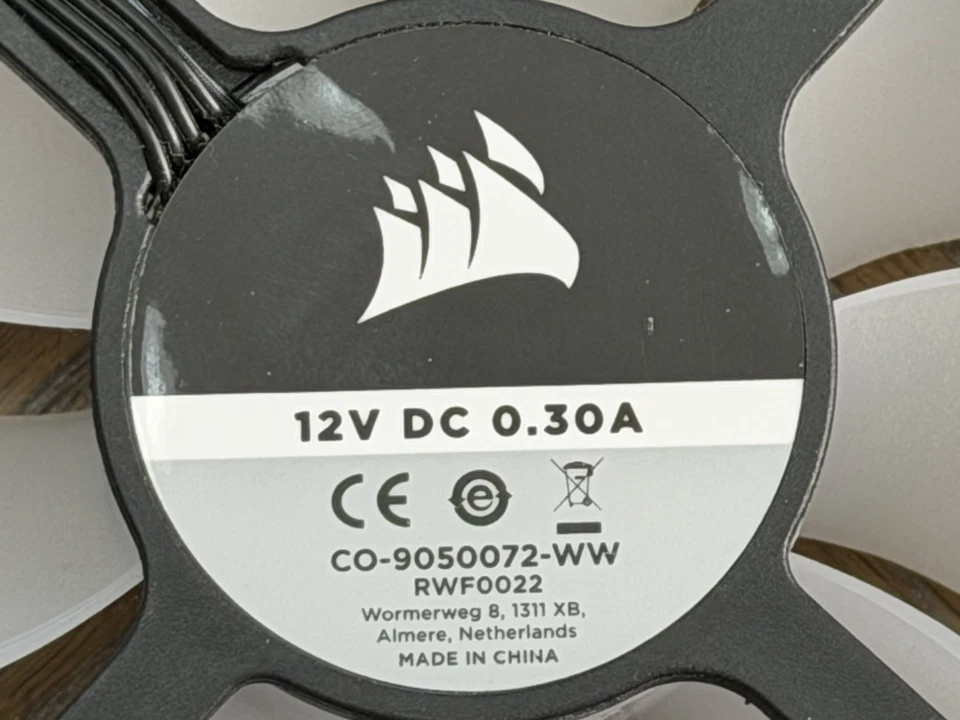 12V DC 0.30A
CE
e
CO-9050072-WW
RWF0022
Wormerweg 8, 1311 XB,
Almere, Netherlands
MADE IN CHINA